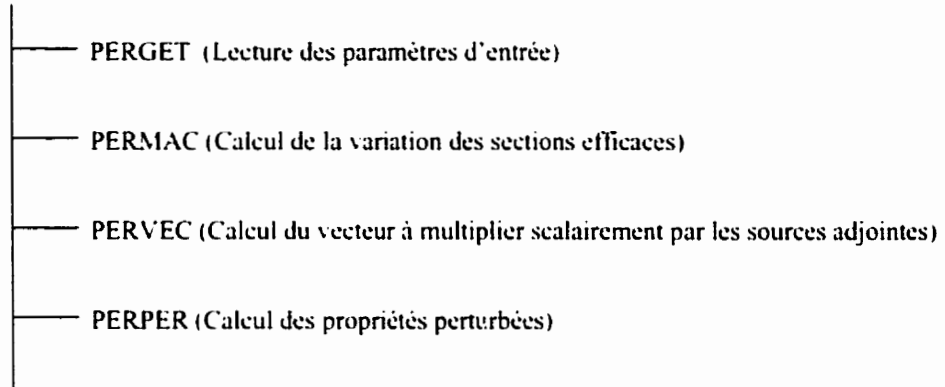 PERGET (Lecture des paramètres d'entrée)
PERMAC (Calcul de la variation des sections efficaces)
PERVEC (Calcul du vecteur à multiplier scalairement par les sources adjointes)
PERPER (Calcul des propriétés perturbées)